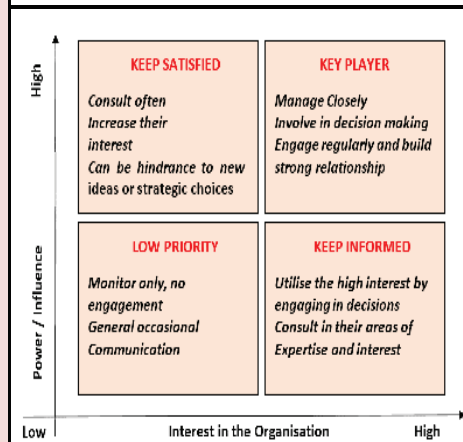 High
KEEP SATISFIED
Consult often
Increase their
interest
Can be hindrance to new
ideas or strategic choices
KEY PLAYER
Manage Closely
Involve in decision making
Engage regularly and build
strong relationship
Power / Influence
LOW PRIORITY
Monitor only, no
engagement
General occasional
Communication
KEEP INFORMED
Utilise the high interest by
engaging in decisions
Consult in their areas of
Expertise and interest
Low
Interest in the Organisation
High